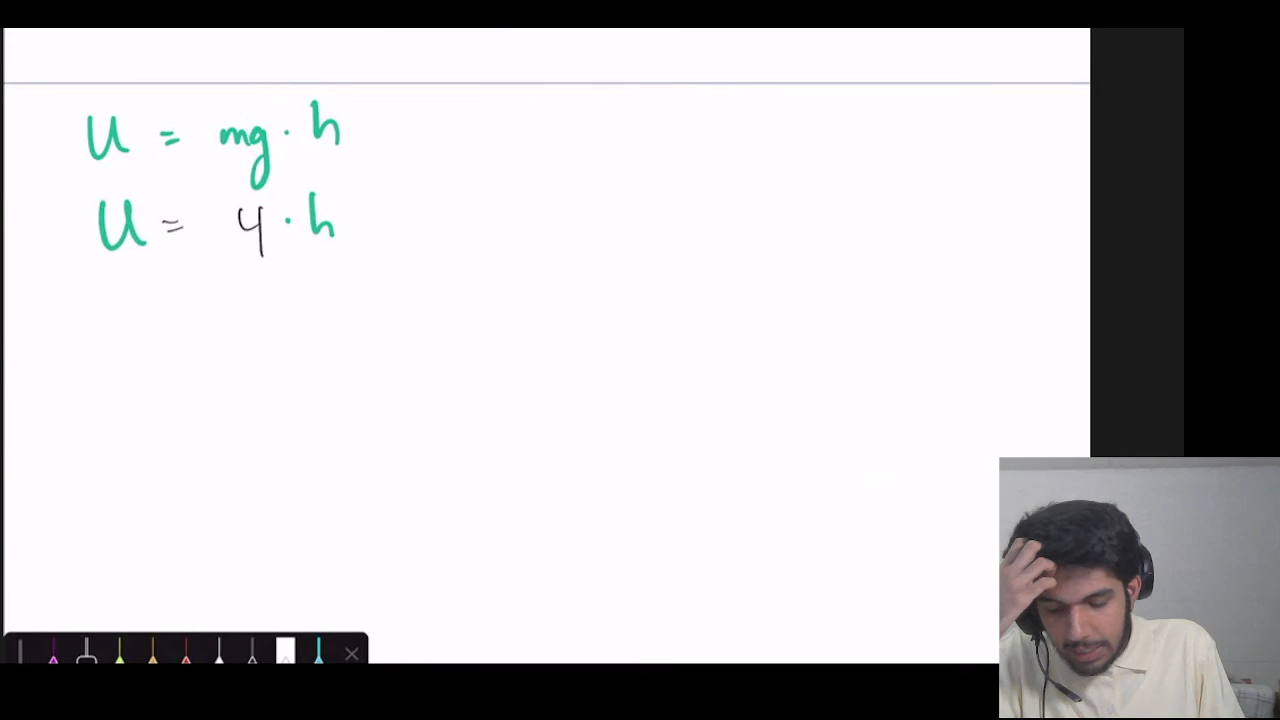 U = mg · h
U = 4 · h